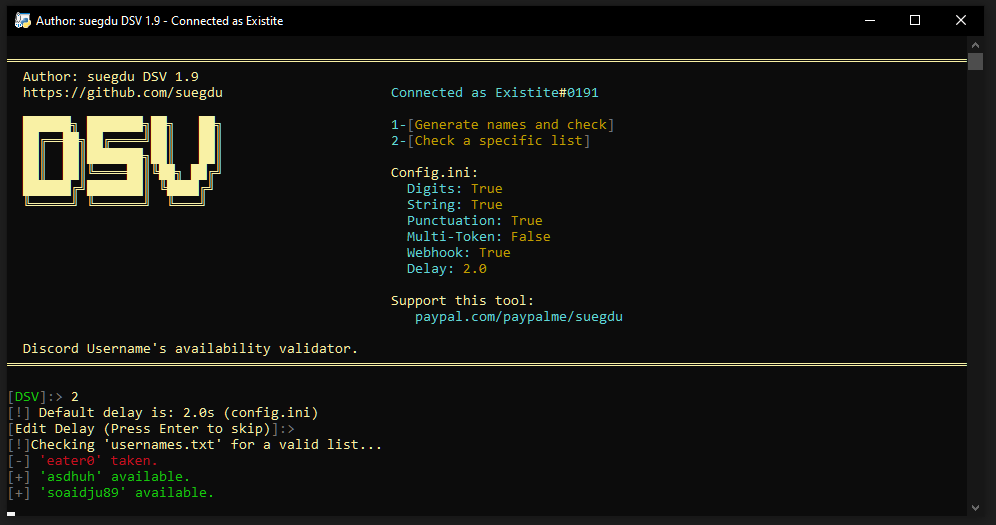 Author: suegdu DSV 1.9 - Connected as Existite
Author: suegdu DSV 1.9
https://github.com/suegdu
Connected as Existite#0191
DSV
1-[Generate names and check]
2-[Check a specific list]
Config.ini:
Digits: True
String: True
Punctuation: True
Multi-Token: False
Webhook: True
Delay: 2.0
Support this tool:
paypal.com/paypalme/suegdu
Discord Username's availability validator.
[DSV]:> 2
[!] Default delay is: 2.0s (config.ini)
[Edit Delay (Press Enter to skip)]:>
[!]Checking 'usernames.txt' for a valid list...
[-] 'eater0' taken.
[+] 'asdhuh' available.
[+] 'soaidju89' available.